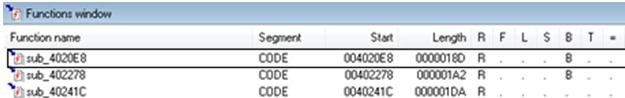 Functions window
Function name Segment Start Length R F L S B T =
sub_4020E8 CODE 004020E8 0000018D R . . . B . .
sub_402278 CODE 00402278 000001A2 R . . . B . .
sub_40241C CODE 0040241C 000001DA R . . . . . .